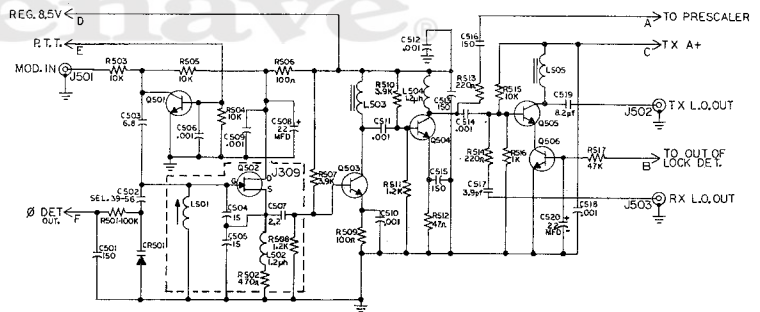 REG. 8.5V
D
P.T.T.
E
MOD. IN
J501
R503
10K
R505
10K
R506
100Ω
Q501
R504
10K
C503
6.8
C506
.001
C509
.001
C508
22
MFD
C502
SEL. 39-56
Ø DET
OUT.
F
R501-100K
C501
150
CR501
L501
Q502
G
D
S
J309
C504
15
C505
15
C507
2.2
R508
1.2K
L502
1.2µh
R502
470Ω
R507
3.9K
Q503
R509
100Ω
C510
.001
L503
C511
.001
R510
3.9K
R511
1.2K
C512
.001
L504
1.2µh
C513
150
Q504
C515
150
R512
47Ω
C516
150
R513
220Ω
C514
.001
R514
220Ω
C517
3.9pf
R515
10K
R516
1K
L505
Q505
Q506
C519
8.2pf
R517
47K
C520
2.2
MFD
C518
.001
A
TO PRESCALER
C
TX A+
J502
TX L.O. OUT
B
TO OUT OF
LOCK DET.
J503
RX L.O. OUT